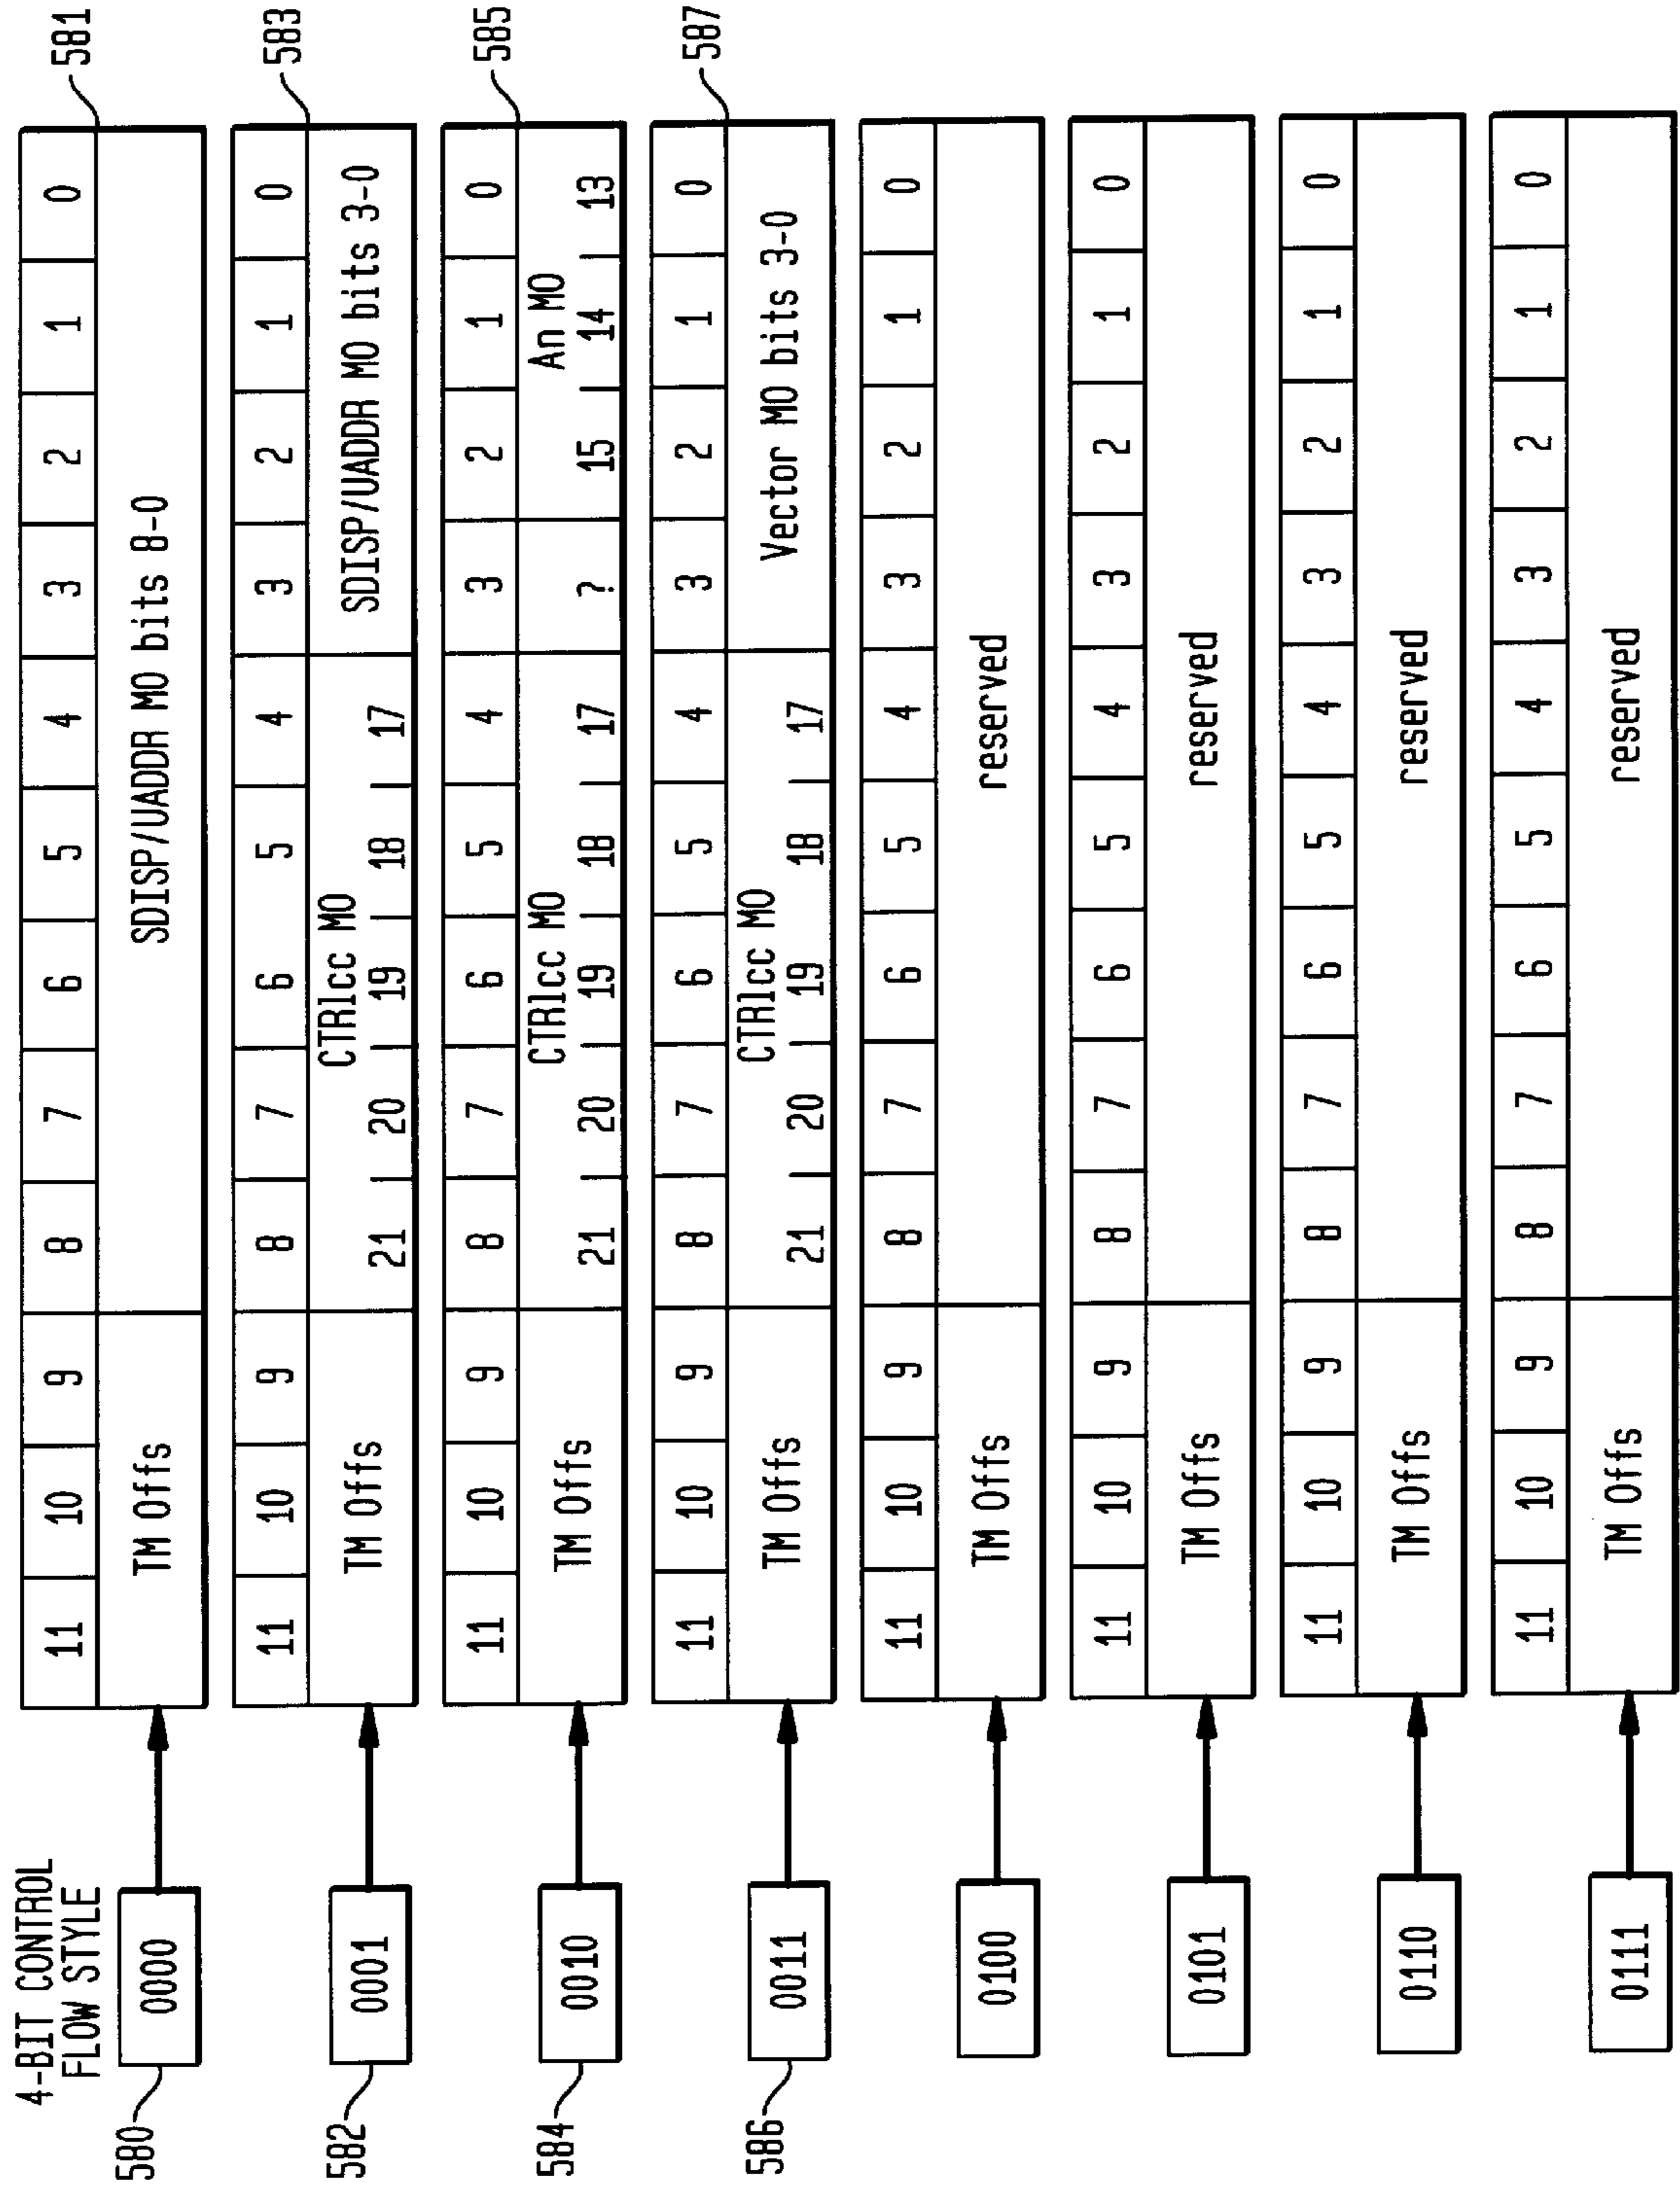 4-BIT CONTROL
FLOW STYLE
580
0000
11 10 9 8 7 6 5 4 3 2 1 0
TM Offs
SDISP/UADDR MO bits 8-0
581
582
0001
11 10 9 8 7 6 5 4 3 2 1 0
TM Offs
CTRlcc MO
21 20 19 18 17
SDISP/UADDR MO bits 3-0
583
584
0010
11 10 9 8 7 6 5 4 3 2 1 0
TM Offs
CTRlcc MO
21 20 19 18 17
?
An MO
15 14 13
585
586
0011
11 10 9 8 7 6 5 4 3 2 1 0
TM Offs
CTRlcc MO
21 20 19 18 17
Vector MO bits 3-0
587
0100
11 10 9 8 7 6 5 4 3 2 1 0
TM Offs
reserved
0101
11 10 9 8 7 6 5 4 3 2 1 0
TM Offs
reserved
0110
11 10 9 8 7 6 5 4 3 2 1 0
TM Offs
reserved
0111
11 10 9 8 7 6 5 4 3 2 1 0
TM Offs
reserved